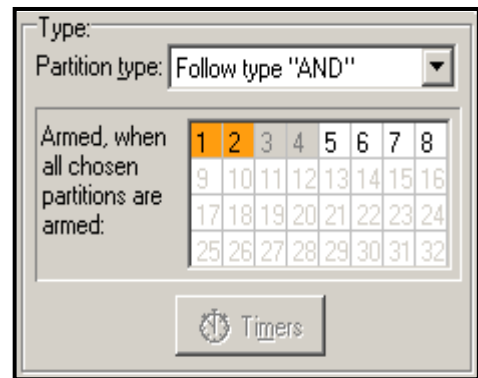 Type:
Partition type: Follow type "AND"
Armed, when
all chosen
partitions are
armed:
1 2 3 4 5 6 7 8
9 10 11 12 13 14 15 16
17 18 19 20 21 22 23 24
25 26 27 28 29 30 31 32
Timers